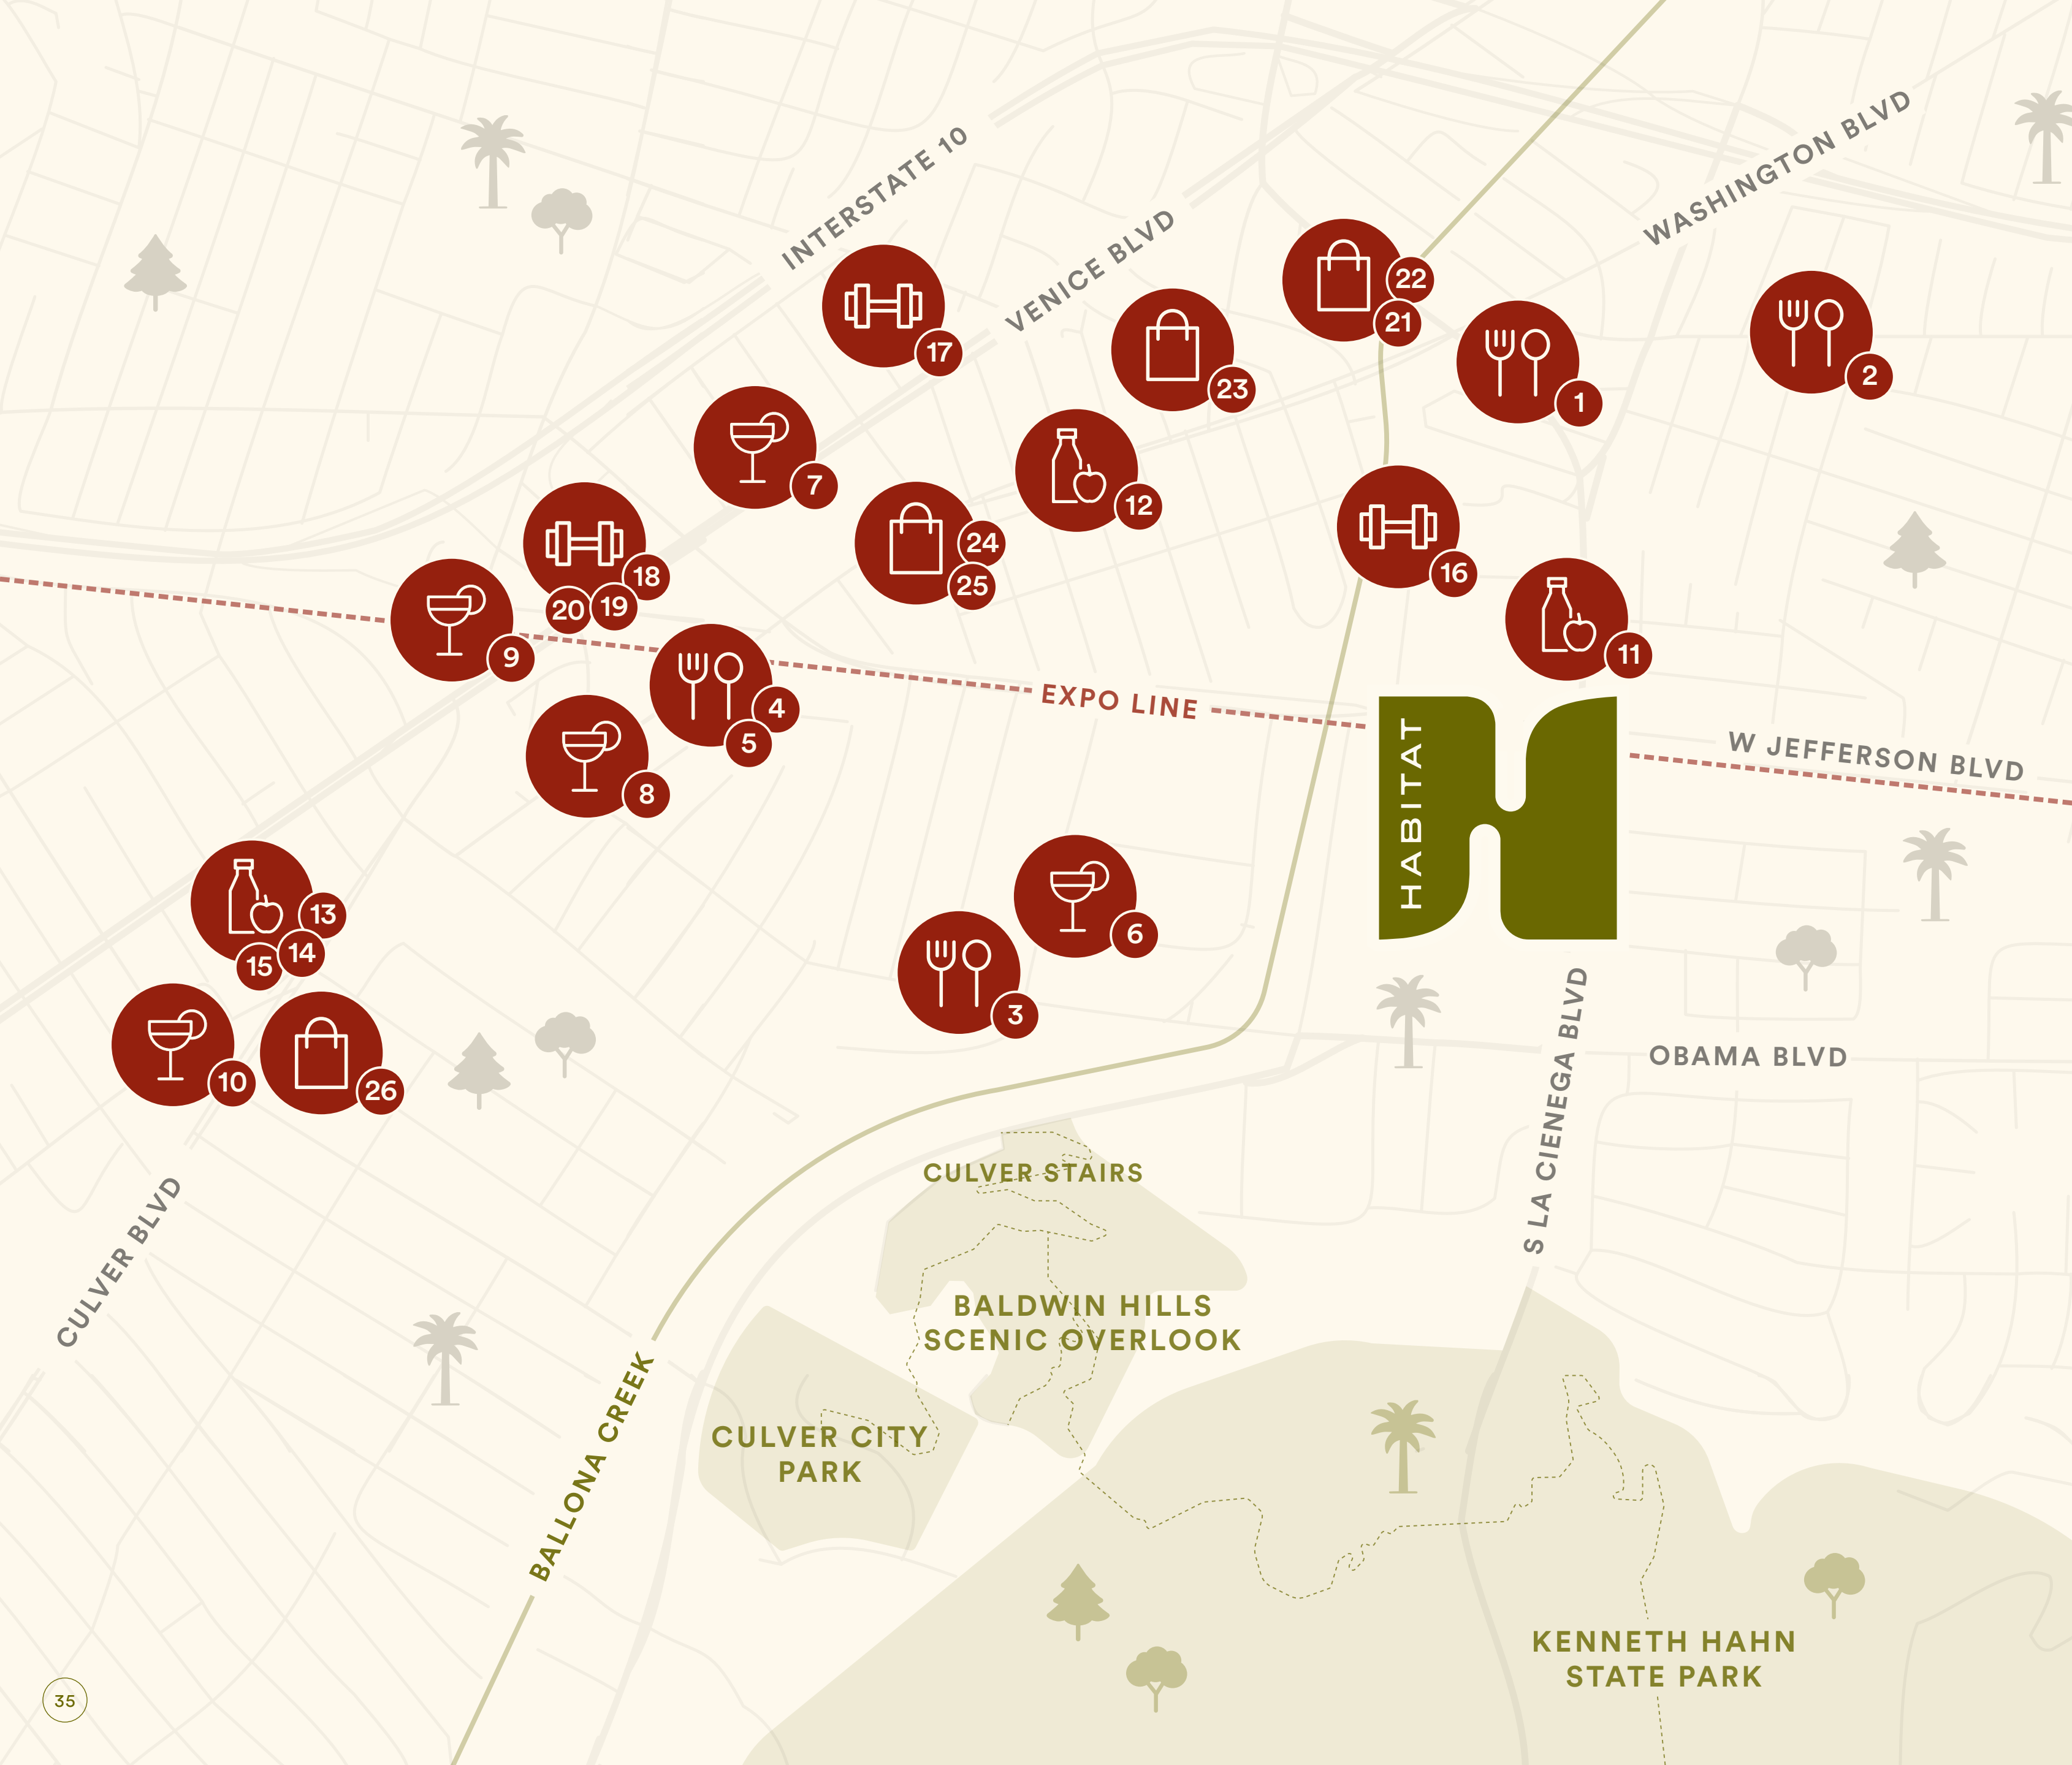 INTERSTATE 10
VENICE BLVD
WASHINGTON BLVD
22
21
17
23
1
2
7
12
24
25
18
19
20
16
9
11
4
5
EXPO LINE
W JEFFERSON BLVD
HABITAT
8
13
14
15
6
3
10
26
OBAMA BLVD
S LA CIENEGA BLVD
CULVER BLVD
CULVER STAIRS
BALDWIN HILLS
SCENIC OVERLOOK
CULVER CITY
PARK
BALLONA CREEK
KENNETH HAHN
STATE PARK
35